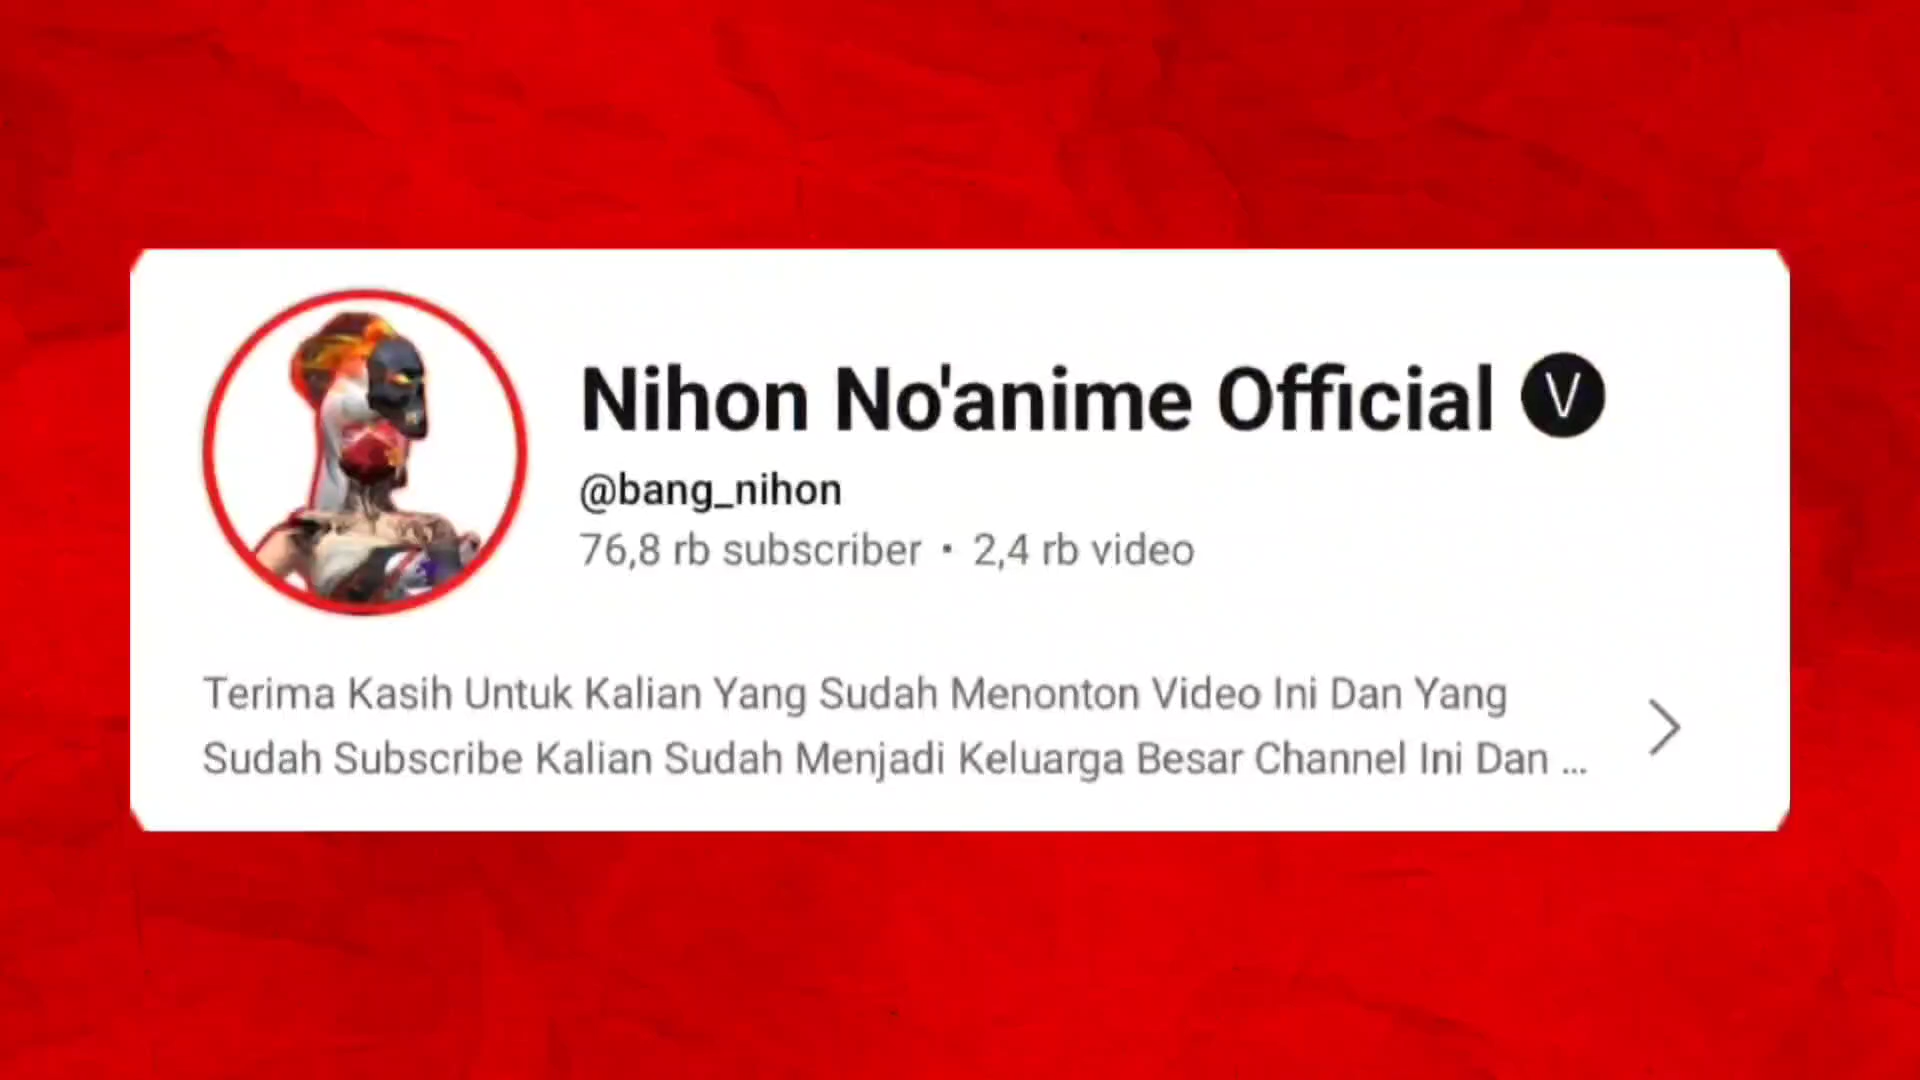 Nihon No'anime Official V
@bang_nihon
76,8 rb subscriber • 2,4 rb video
Terima Kasih Untuk Kalian Yang Sudah Menonton Video Ini Dan Yang
Sudah Subscribe Kalian Sudah Menjadi Keluarga Besar Channel Ini Dan ...